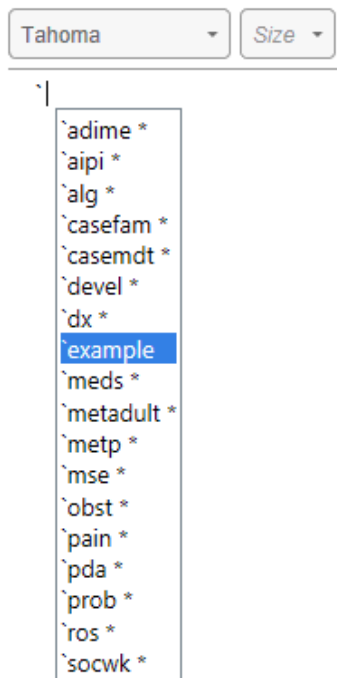 Tahoma Size
`
`adime *
`aipi *
`alg *
`casefam *
`casemdt *
`devel *
`dx *
`example
`meds *
`metadult *
`metp *
`mse *
`obst *
`pain *
`pda *
`prob *
`ros *
`socwk *